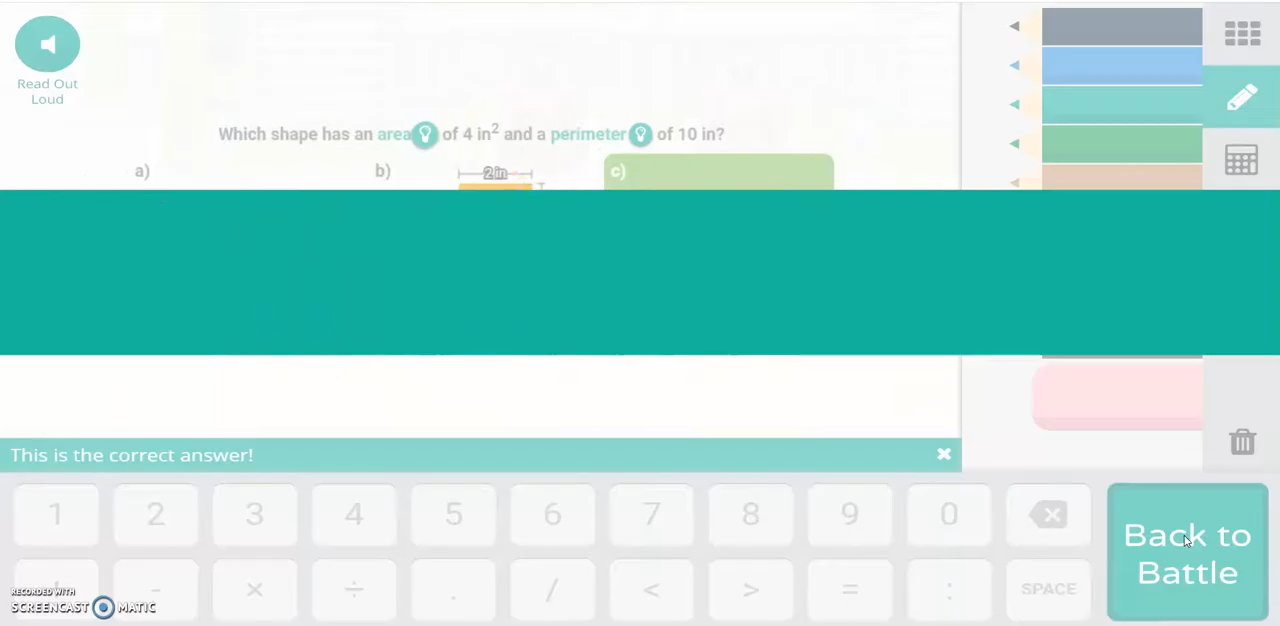 Read Out
Loud
Which shape has an area of 4 in² and a perimeter of 10 in?
a)
b)
2 in
c)
This is the correct answer!
1 2 3 4 5 6 7 8 9 0
Back to
Battle
- × ÷ . / < > = : SPACE
RECORDED WITH
SCREENCAST MATIC